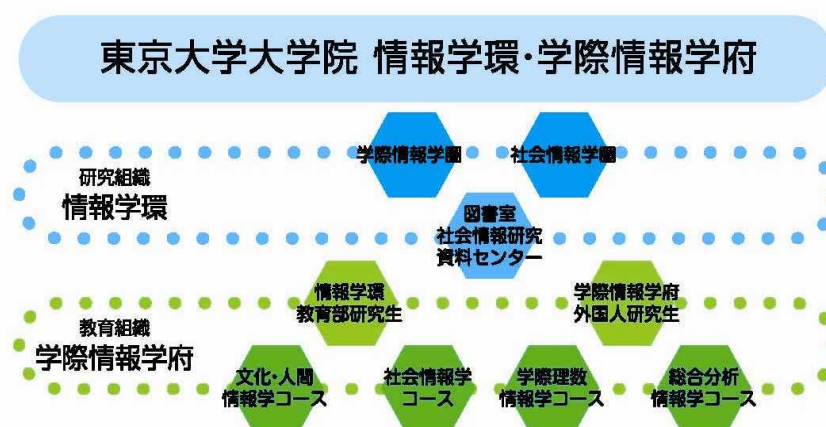 東京大学大学院 情報学環・学際情報学府
学際情報学圏
社会情報学圏
研究組織
情報学環
図書室
社会情報研究
資料センター
情報学環
教育部研究生
学際情報学府
外国人研究生
教育組織
学際情報学府
文化・人間
情報学コース
社会情報学
コース
学際理数
情報学コース
総合分析
情報学コース